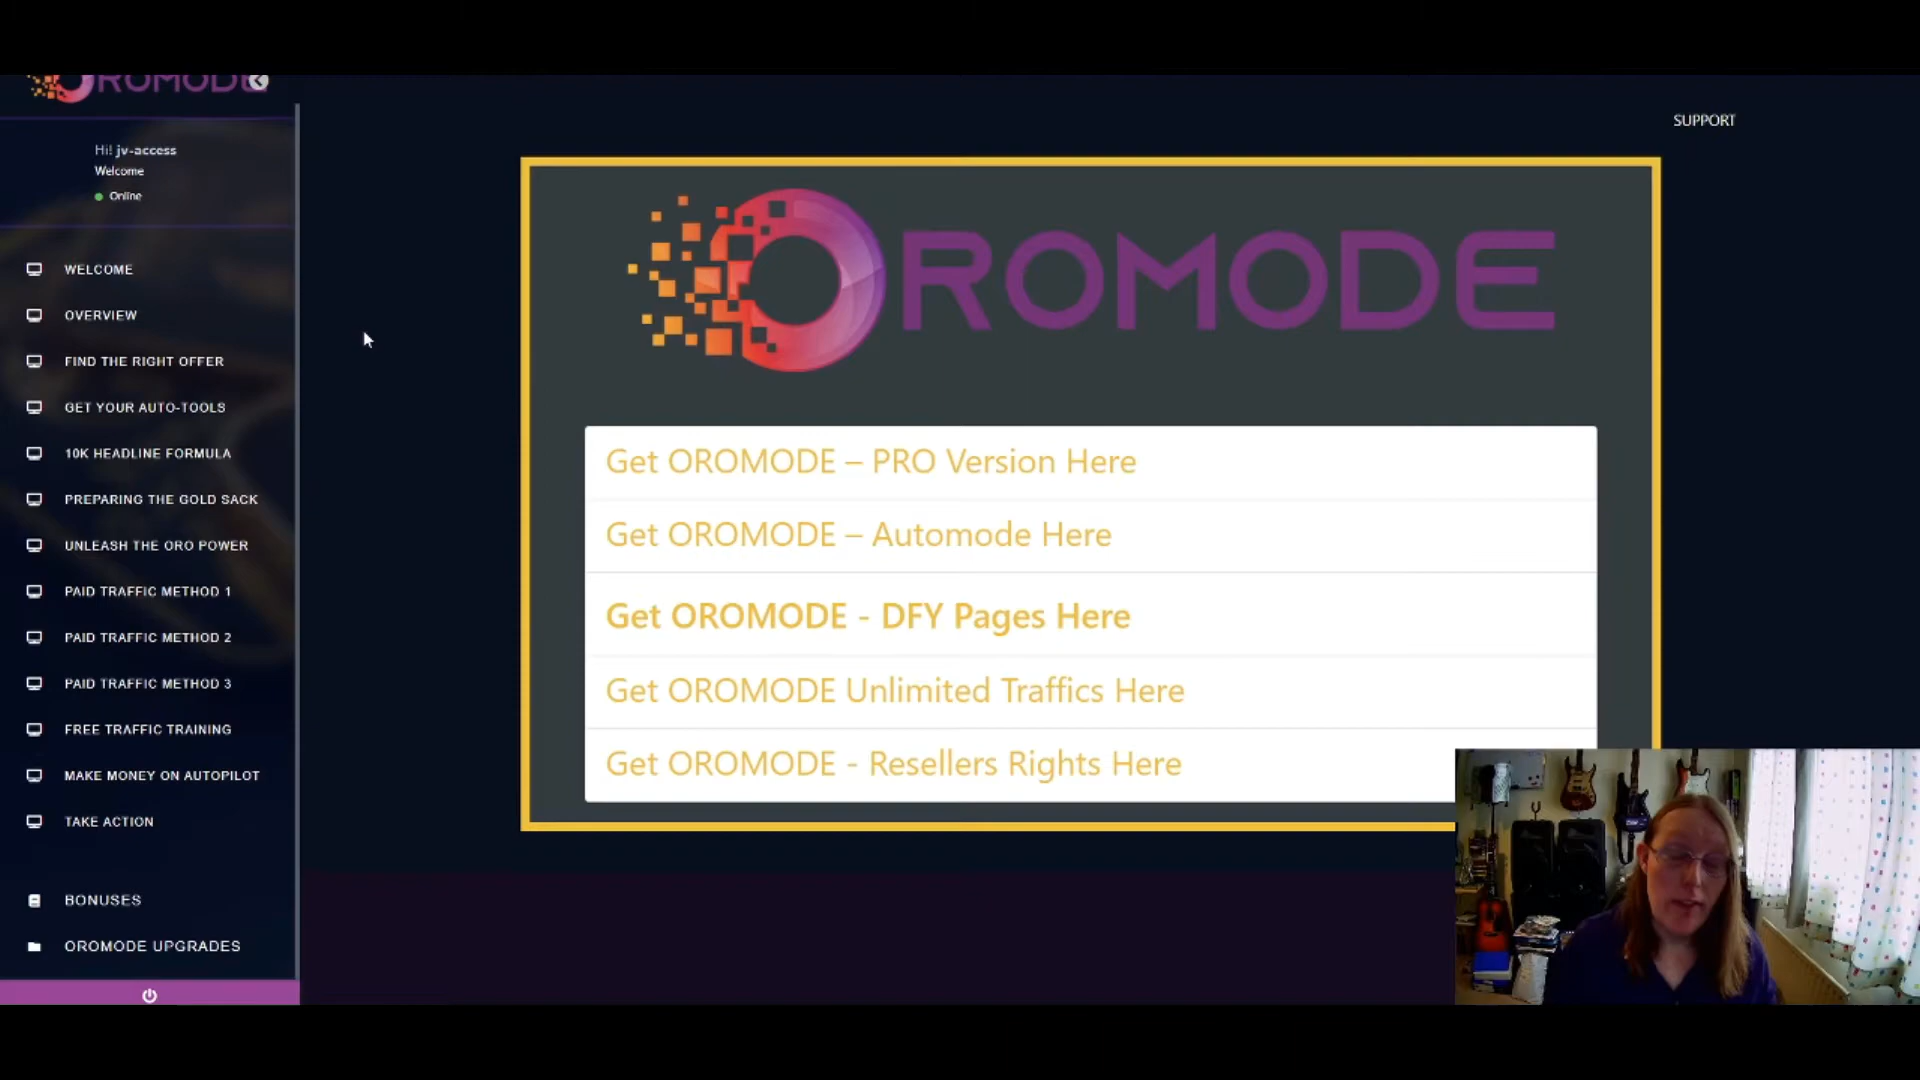 OROMODE
Hi! jv-access
Welcome
Online
WELCOME
OVERVIEW
FIND THE RIGHT OFFER
GET YOUR AUTO-TOOLS
10K HEADLINE FORMULA
PREPARING THE GOLD SACK
UNLEASH THE ORO POWER
PAID TRAFFIC METHOD 1
PAID TRAFFIC METHOD 2
PAID TRAFFIC METHOD 3
FREE TRAFFIC TRAINING
MAKE MONEY ON AUTOPILOT
TAKE ACTION
BONUSES
OROMODE UPGRADES
SUPPORT
OROMODE
Get OROMODE – PRO Version Here
Get OROMODE – Automode Here
Get OROMODE - DFY Pages Here
Get OROMODE Unlimited Traffics Here
Get OROMODE - Resellers Rights Here